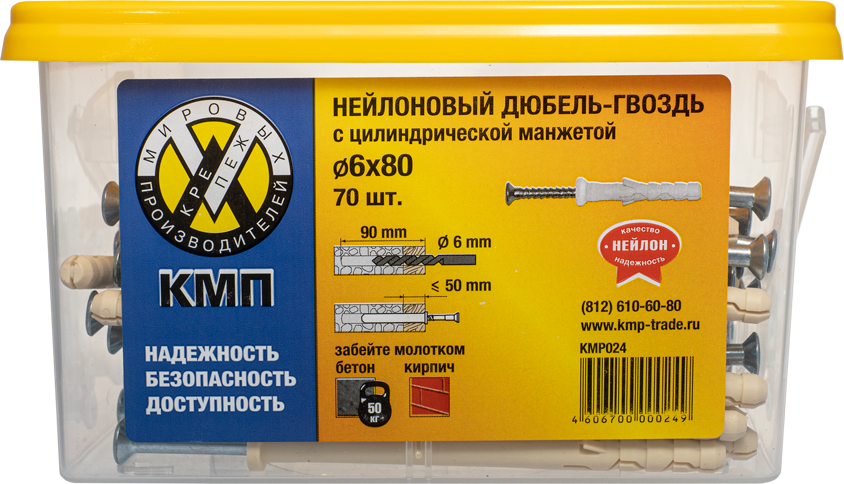 МИРОВЫХ
КРЕПЕЖ
ПРОИЗВОДИТЕЛЕЙ
КМП
НАДЕЖНОСТЬ
БЕЗОПАСНОСТЬ
ДОСТУПНОСТЬ
НЕЙЛОНОВЫЙ ДЮБЕЛЬ-ГВОЗДЬ
с цилиндрической манжетой
ø6x80
70 шт.
90 mm
Ø 6 mm
≤ 50 mm
забейте молотком
бетон кирпич
50
КГ
качество
НЕЙЛОН
надежность
(812) 610-60-80
www.kmp-trade.ru
KMP024
4 606700 000249